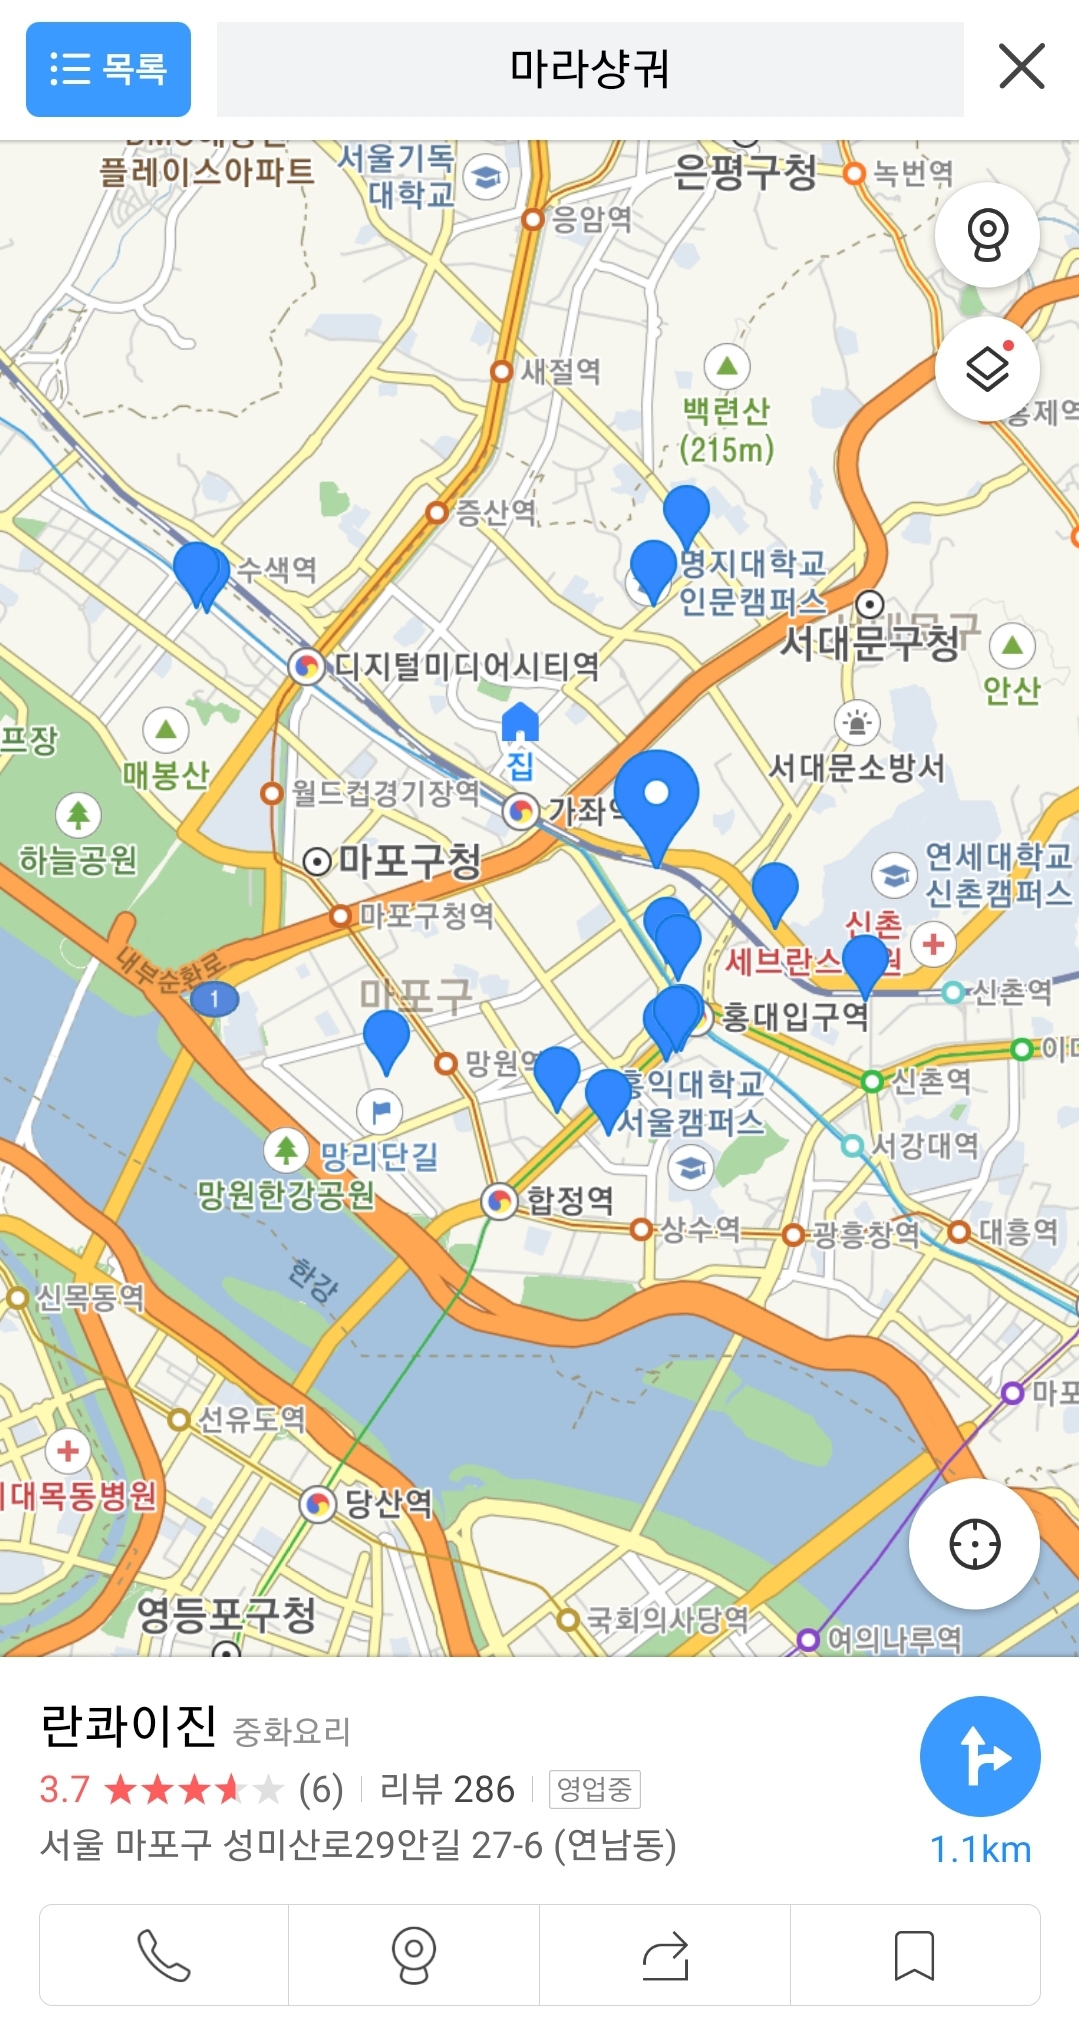 목록
마라샹궈
플레이스아파트
서울기독
대학교
은평구청
녹번역
응암역
새절역
백련산
(215m)
홍제역
증산역
수색역
명지대학교
인문캠퍼스
서대문구청
안산
디지털미디어시티역
프장
매봉산
집
서대문소방서
월드컵경기장역
가좌역
하늘공원
마포구청
연세대학교
신촌캠퍼스
마포구청역
신촌
세브란스
원
내부순환로
1
마포구
신촌역
홍대입구역
망원역
이대
홍익대학교
서울캠퍼스
신촌역
서강대역
망리단길
망원한강공원
합정역
상수역
광흥창역
대흥역
한강
신목동역
마포
선유도역
대목동병원
당산역
영등포구청
국회의사당역
여의나루역
란콰이진 중화요리
3.7 ★★★★★ (6) 리뷰 286 영업중
서울 마포구 성미산로29안길 27-6 (연남동)
1.1km